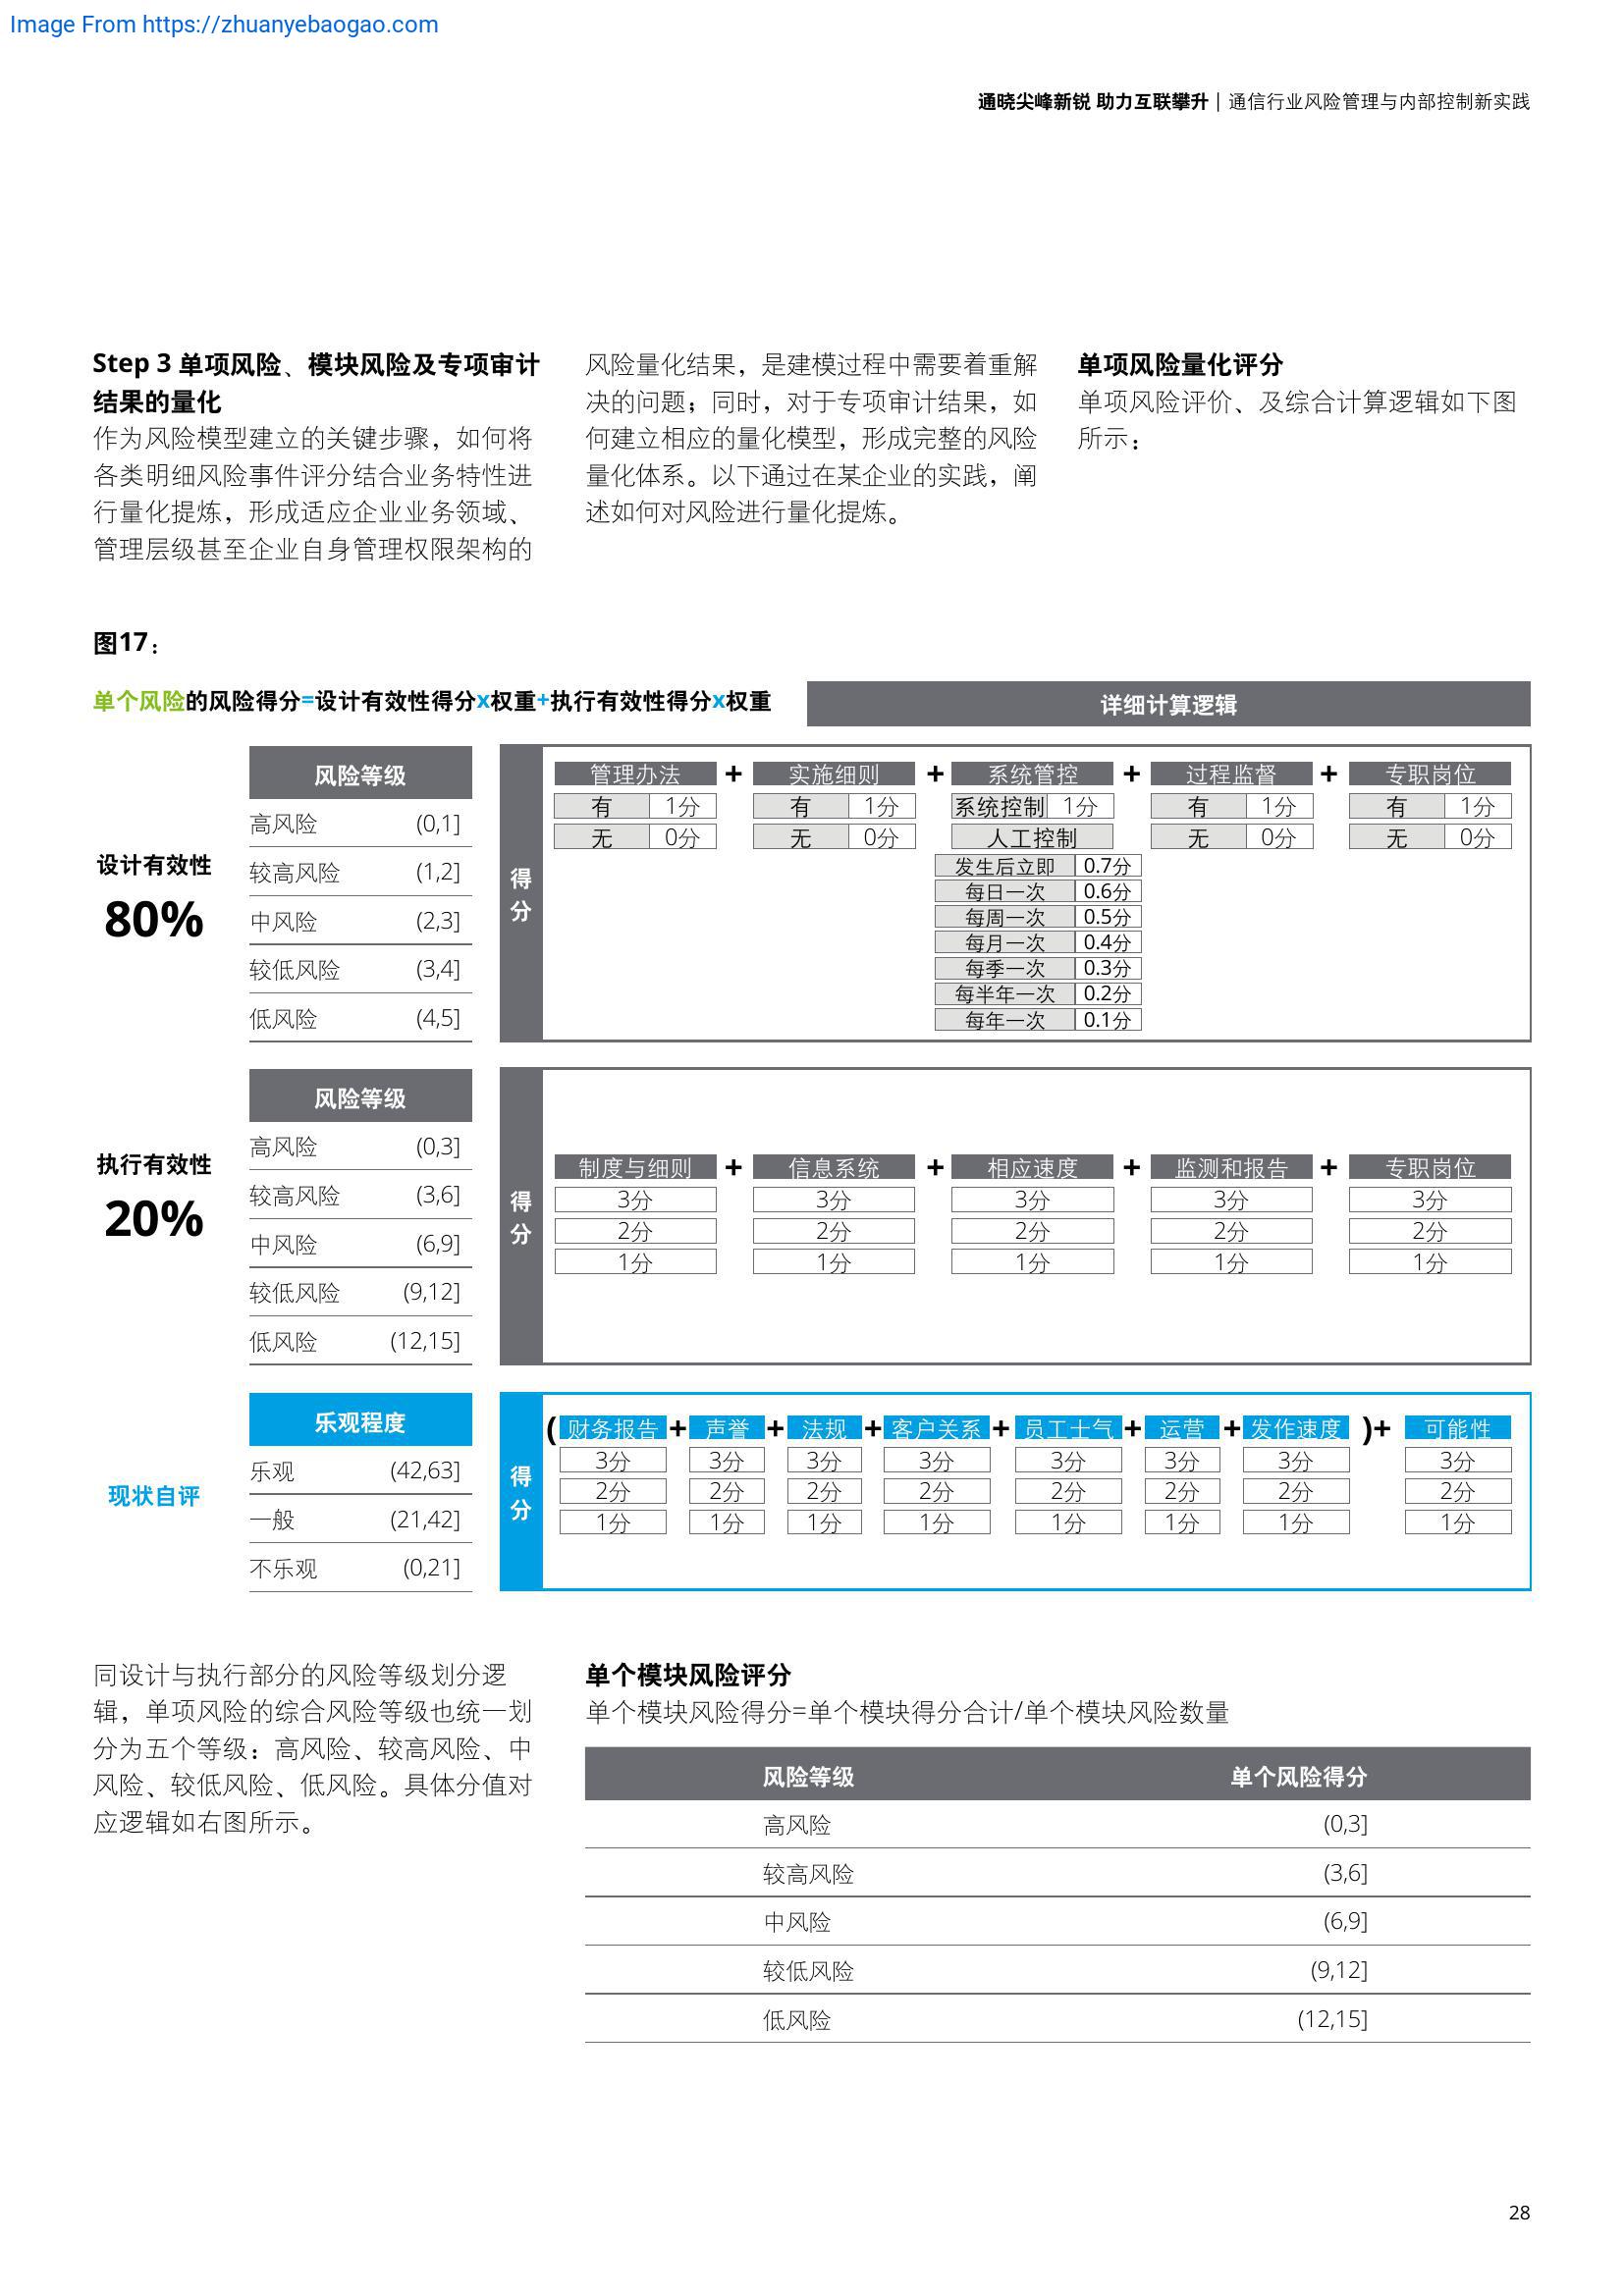 Image From https://zhuanyebaogao.com
通晓尖峰新锐 助力互联攀升 | 通信行业风险管理与内部控制新实践
Step 3 单项风险、模块风险及专项审计
结果的量化
作为风险模型建立的关键步骤，如何将
各类明细风险事件评分结合业务特性进
行量化提炼，形成适应企业业务领域、
管理层级甚至企业自身管理权限架构的
风险量化结果，是建模过程中需要着重解
决的问题；同时，对于专项审计结果，如
何建立相应的量化模型，形成完整的风险
量化体系。以下通过在某企业的实践，阐
述如何对风险进行量化提炼。
单项风险量化评分
单项风险评价、及综合计算逻辑如下图
所示：
图17：
单个风险的风险得分=设计有效性得分x权重+执行有效性得分x权重
详细计算逻辑
设计有效性
80%
风险等级
高风险 (0,1]
较高风险 (1,2]
中风险 (2,3]
较低风险 (3,4]
低风险 (4,5]
得分
管理办法 + 实施细则 + 系统管控 + 过程监督 + 专职岗位
有 1分 有 1分 系统控制 1分 有 1分 有 1分
无 0分 无 0分 人工控制 无 0分 无 0分
发生后立即 0.7分
每日一次 0.6分
每周一次 0.5分
每月一次 0.4分
每季一次 0.3分
每半年一次 0.2分
每年一次 0.1分
执行有效性
20%
风险等级
高风险 (0,3]
较高风险 (3,6]
中风险 (6,9]
较低风险 (9,12]
低风险 (12,15]
得分
制度与细则 + 信息系统 + 相应速度 + 监测和报告 + 专职岗位
3分 3分 3分 3分 3分
2分 2分 2分 2分 2分
1分 1分 1分 1分 1分
现状自评
乐观程度
乐观 (42,63]
一般 (21,42]
不乐观 (0,21]
得分
( 财务报告 + 声誉 + 法规 + 客户关系 + 员工士气 + 运营 + 发作速度 )+ 可能性
3分 3分 3分 3分 3分 3分 3分 3分
2分 2分 2分 2分 2分 2分 2分 2分
1分 1分 1分 1分 1分 1分 1分 1分
同设计与执行部分的风险等级划分逻
辑，单项风险的综合风险等级也统一划
分为五个等级：高风险、较高风险、中
风险、较低风险、低风险。具体分值对
应逻辑如右图所示。
单个模块风险评分
单个模块风险得分=单个模块得分合计/单个模块风险数量
风险等级 单个风险得分
高风险 (0,3]
较高风险 (3,6]
中风险 (6,9]
较低风险 (9,12]
低风险 (12,15]
28